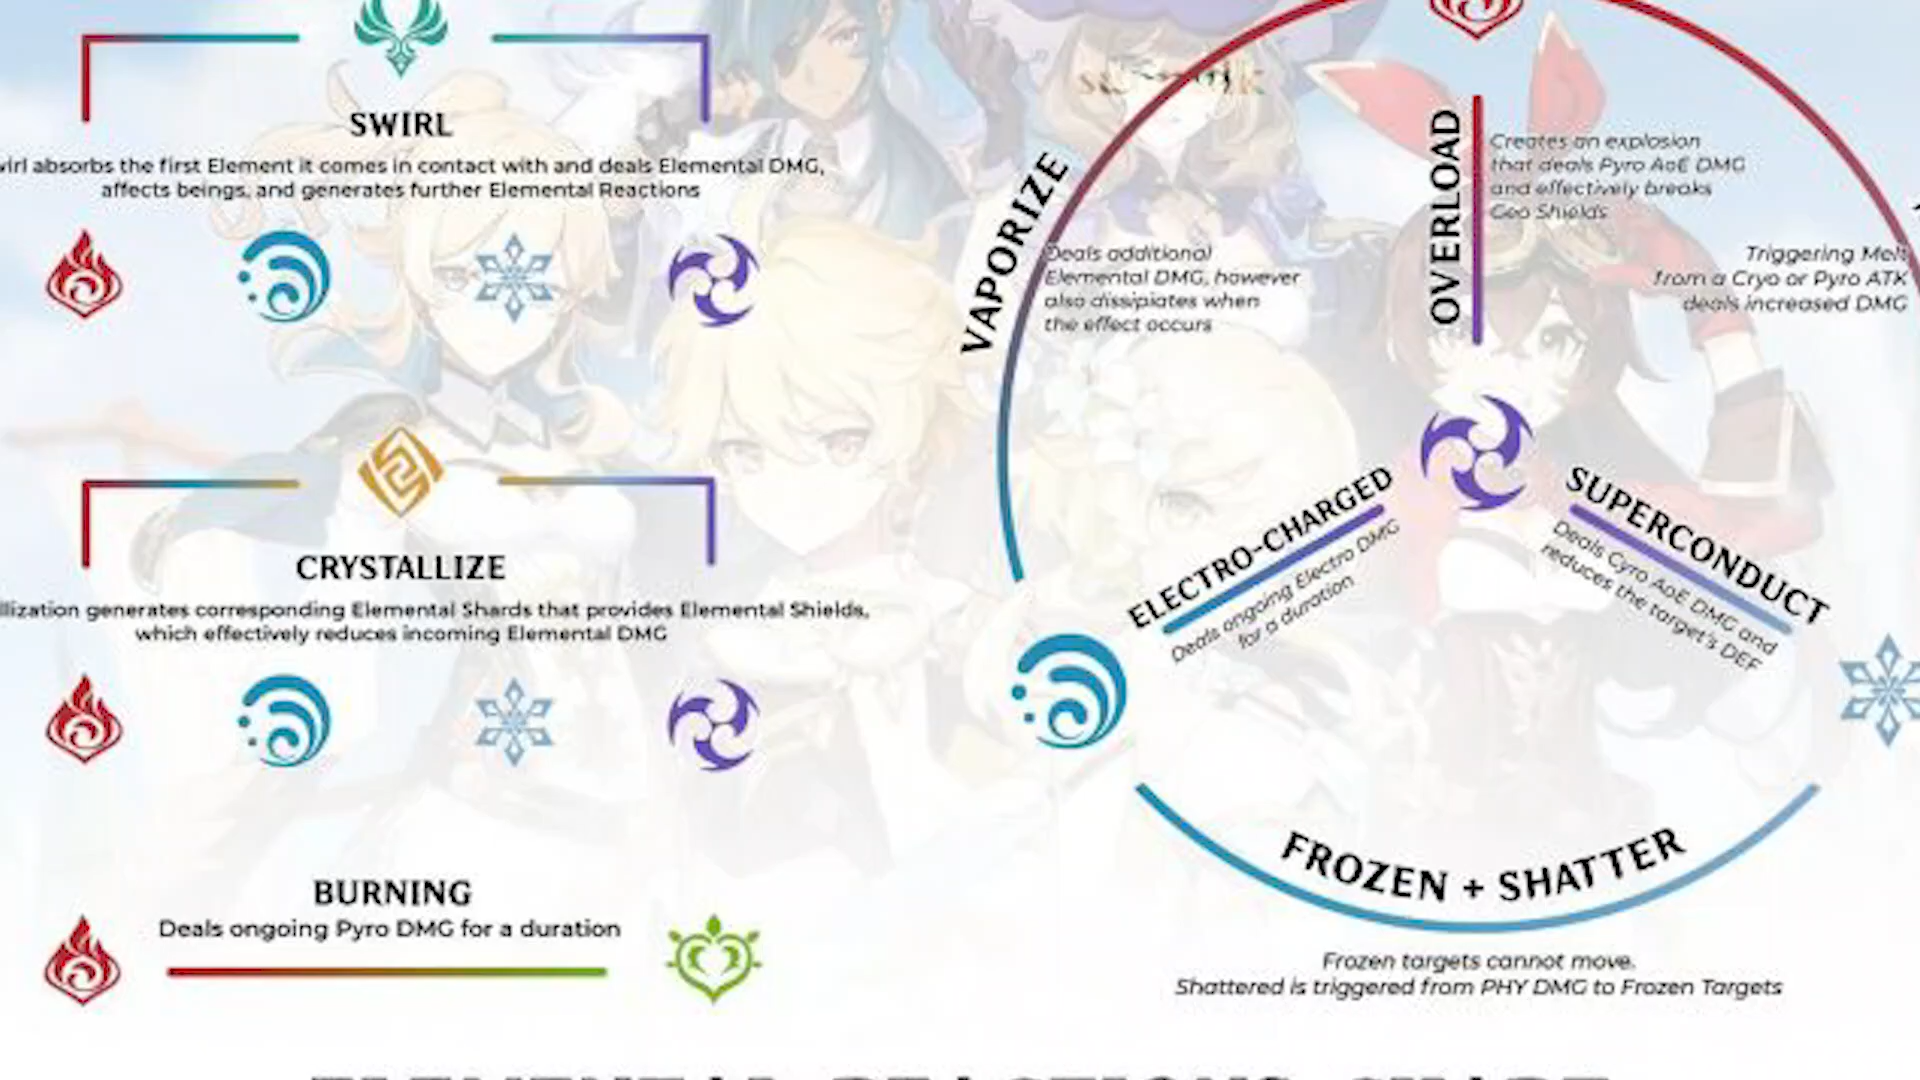 SWIRL
absorbs the first Element it comes in contact with and deals Elemental DMG,
affects beings, and generates further Elemental Reactions
CRYSTALLIZE
generates corresponding Elemental Shards that provides Elemental Shields,
which effectively reduces incoming Elemental DMG
BURNING
Deals ongoing Pyro DMG for a duration
VAPORIZE
Deals additional
Elemental DMG, however
also dissipiates when
the effect occurs
OVERLOAD
Creates an explosion
that deals Pyro AoE DMG
and effectively breaks
Geo Shields
Triggering Melt
from a Cryo or Pyro ATK
deals increased DMG
ELECTRO-CHARGED
Deals ongoing Electro DMG
for a duration
SUPERCONDUCT
Deals Cyro AoE DMG and
reduces the target's DEF
FROZEN + SHATTER
Frozen targets cannot move.
Shattered is triggered from PHY DMG to Frozen Targets